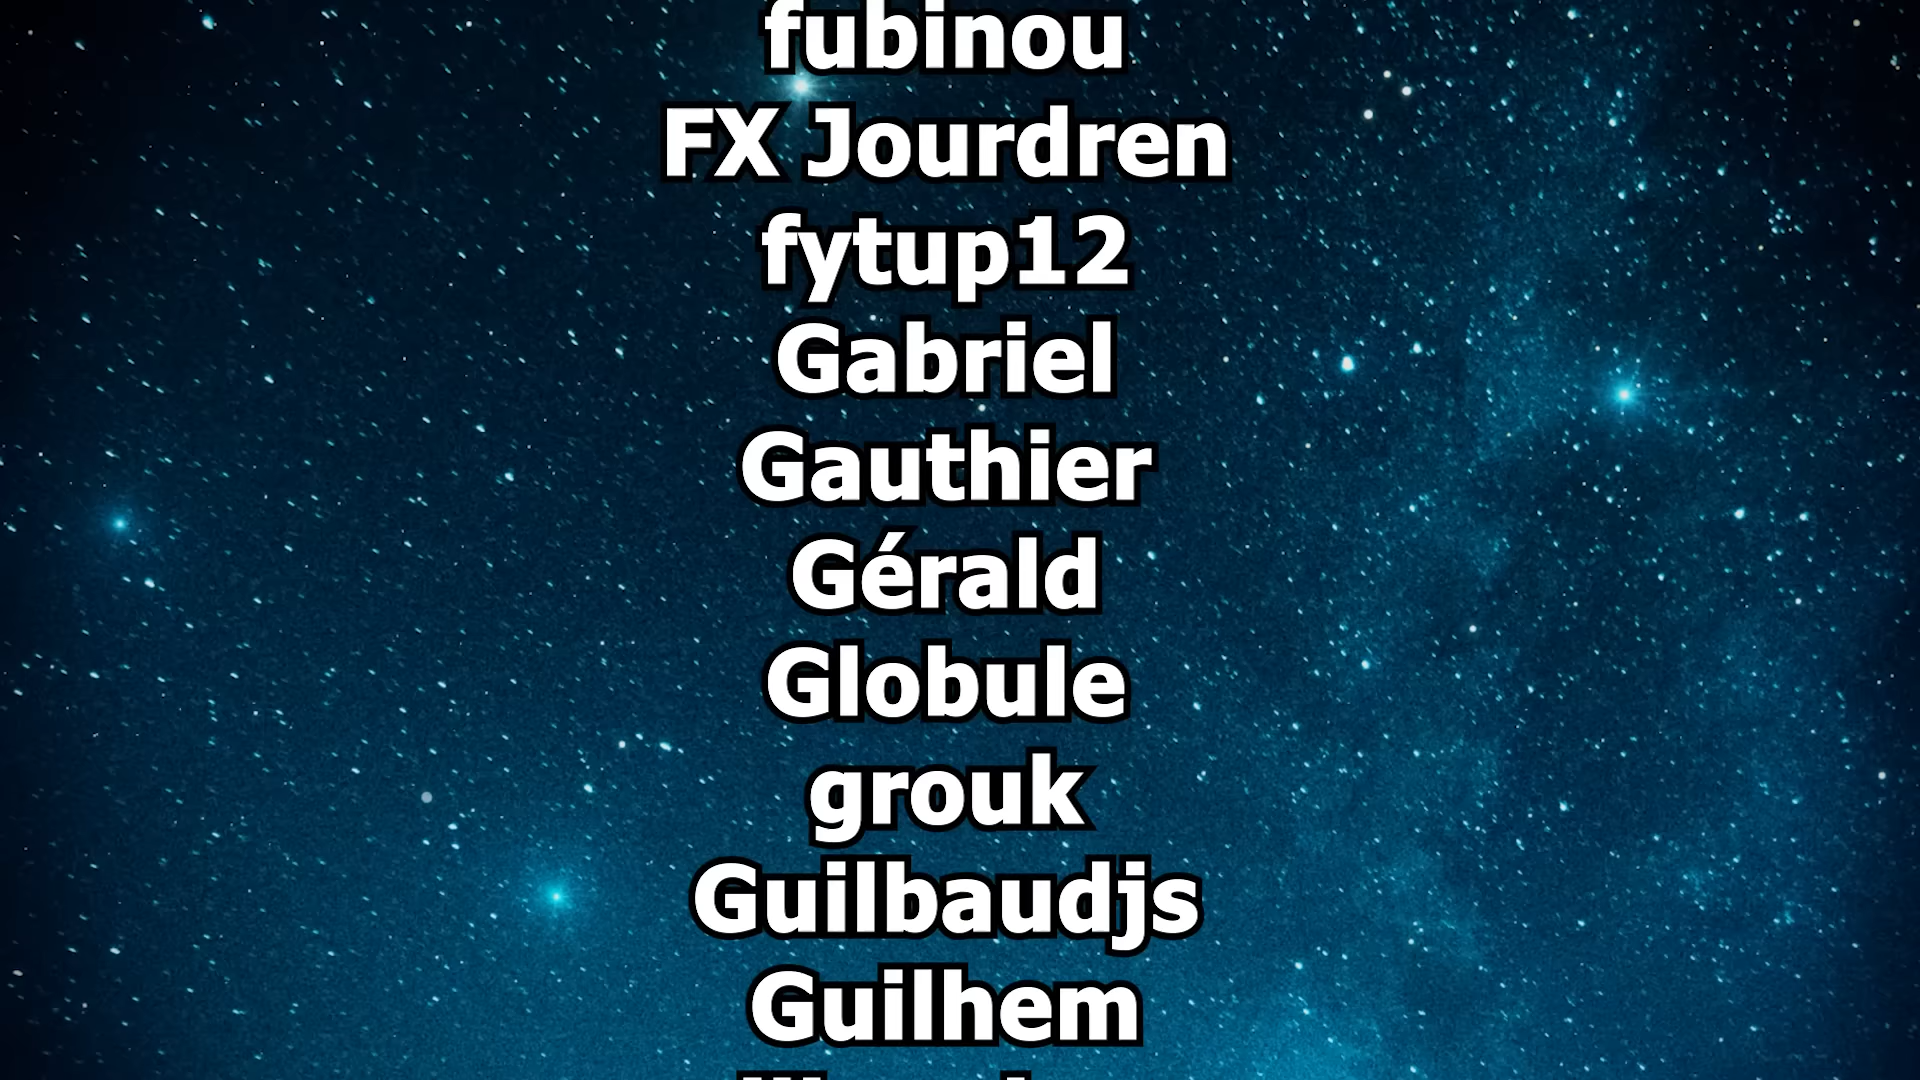 fubinou
FX Jourdren
fytup12
Gabriel
Gauthier
Gérald
Globule
grouk
Guilbaudjs
Guilhem